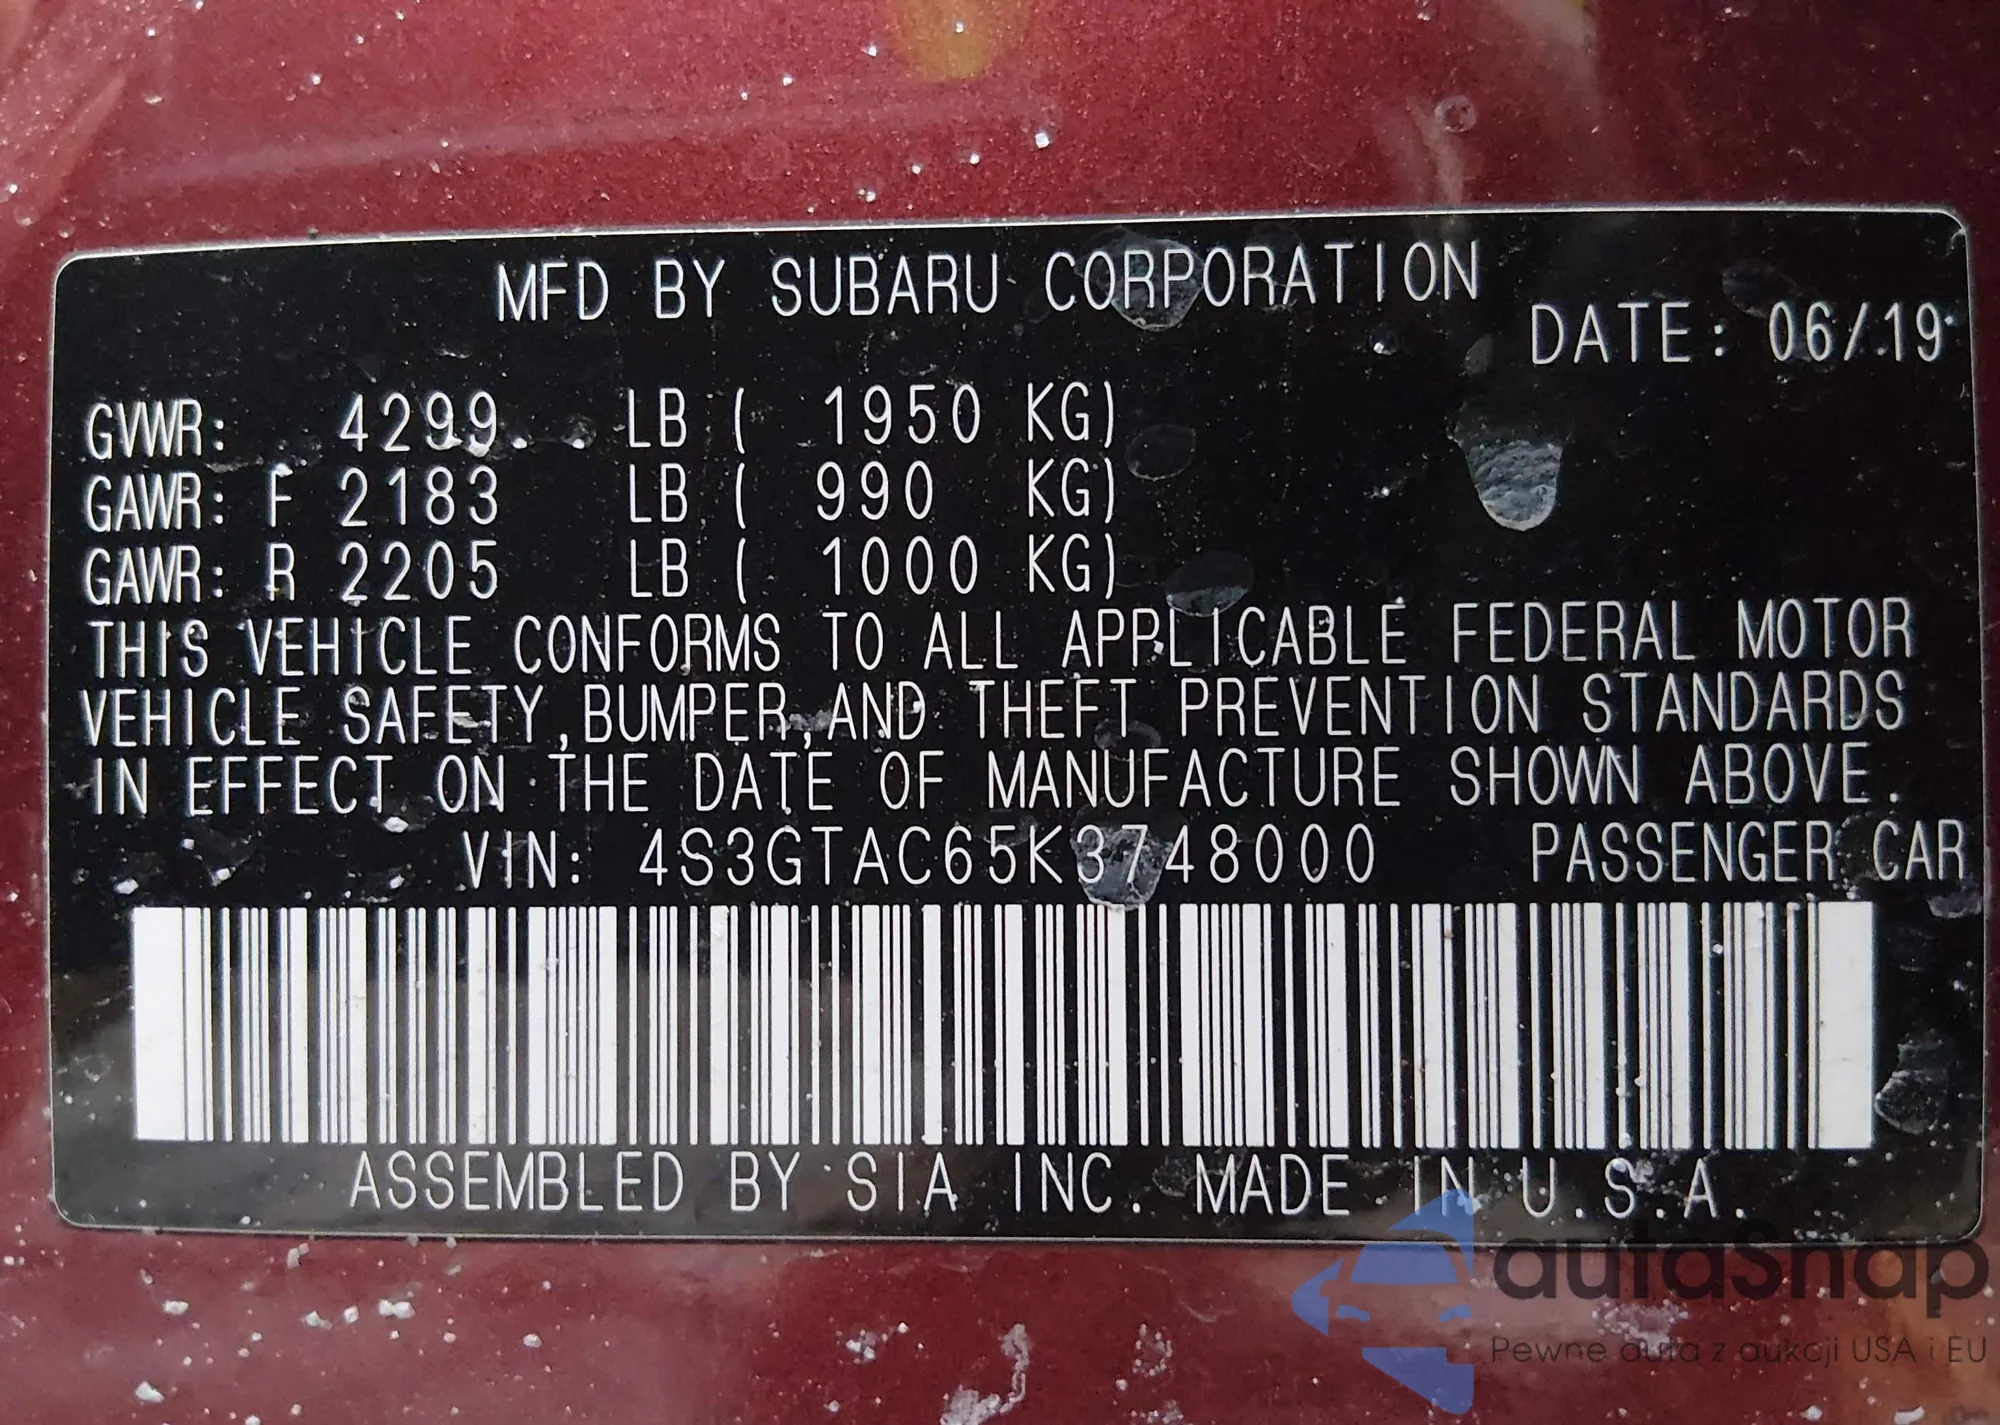 MFD BY SUBARU CORPORATION
DATE: 06/19
GVWR: 4299 LB ( 1950 KG)
GAWR: F 2183 LB ( 990 KG)
GAWR: R 2205 LB ( 1000 KG)
THIS VEHICLE CONFORMS TO ALL APPLICABLE FEDERAL MOTOR
VEHICLE SAFETY,BUMPER,AND THEFT PREVENTION STANDARDS
IN EFFECT ON THE DATE OF MANUFACTURE SHOWN ABOVE.
VIN: 4S3GTAC65K3748000 PASSENGER CAR
ASSEMBLED BY SIA INC. MADE IN U.S.A.
autaSnap
Pewne auta z aukcji USA i EU